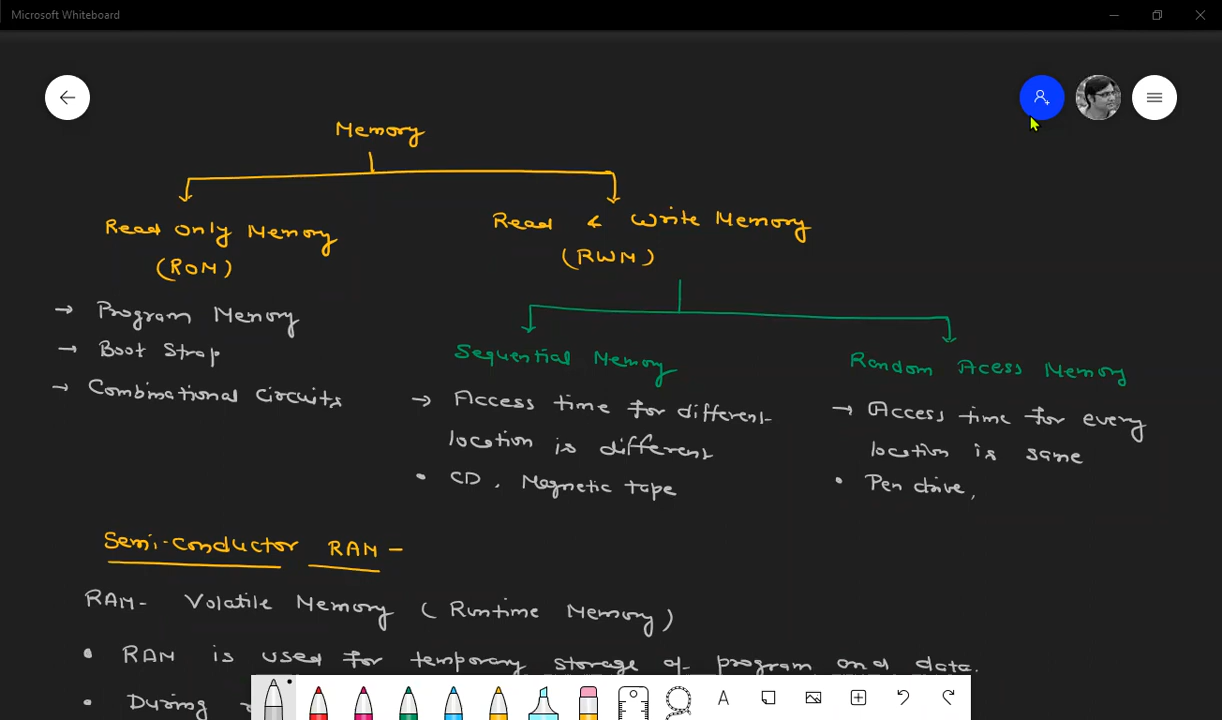 Microsoft Whiteboard
Memory
Read Only Memory
(ROM)
Read & Write Memory
(RWM)
→ Program Memory
→ Boot Strap
→ Combinational Circuits
Sequential Memory
→ Access time for different
location is different
• CD, Magnetic tape
Random Acess Memory
→ Access time for every
location is same
• Pen drive,
Semi-Conductor RAM -
RAM- Volatile Memory (Runtime Memory)
• RAM is used for temporary storage of program and data.
• During
A